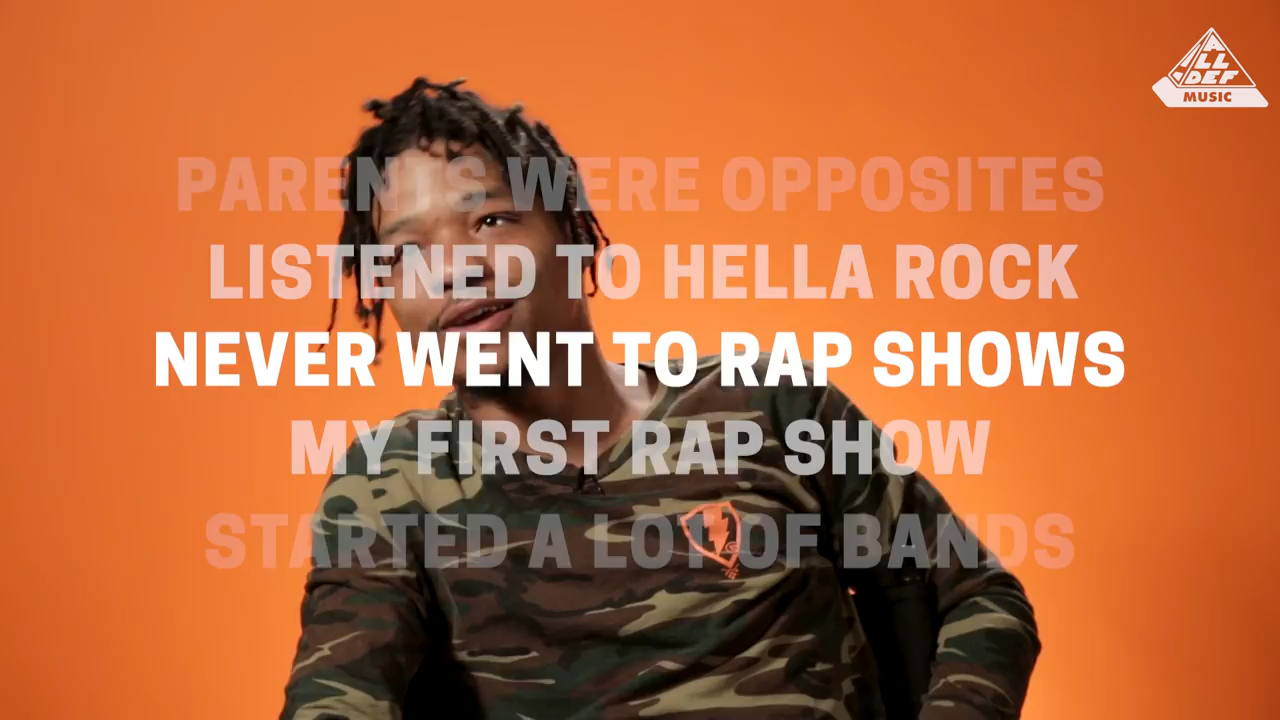 ALL
DEF
MUSIC
PARENTS WERE OPPOSITES
LISTENED TO HELLA ROCK
NEVER WENT TO RAP SHOWS
MY FIRST RAP SHOW
STARTED A LOT OF BANDS